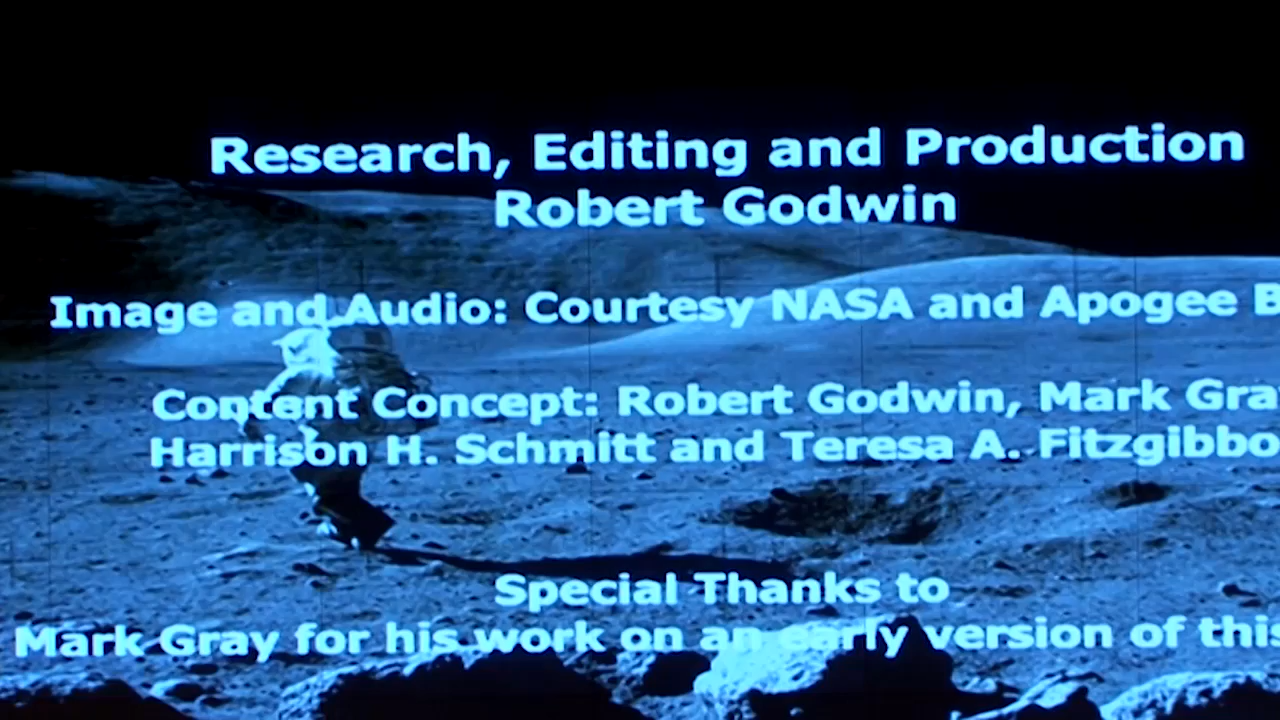 Research, Editing and Production
Robert Godwin
Image and Audio: Courtesy NASA and Apogee
Content Concept: Robert Godwin, Mark
Harrison H. Schmitt and Teresa A.
Special Thanks to
Mark Gray for his work on an early version of this